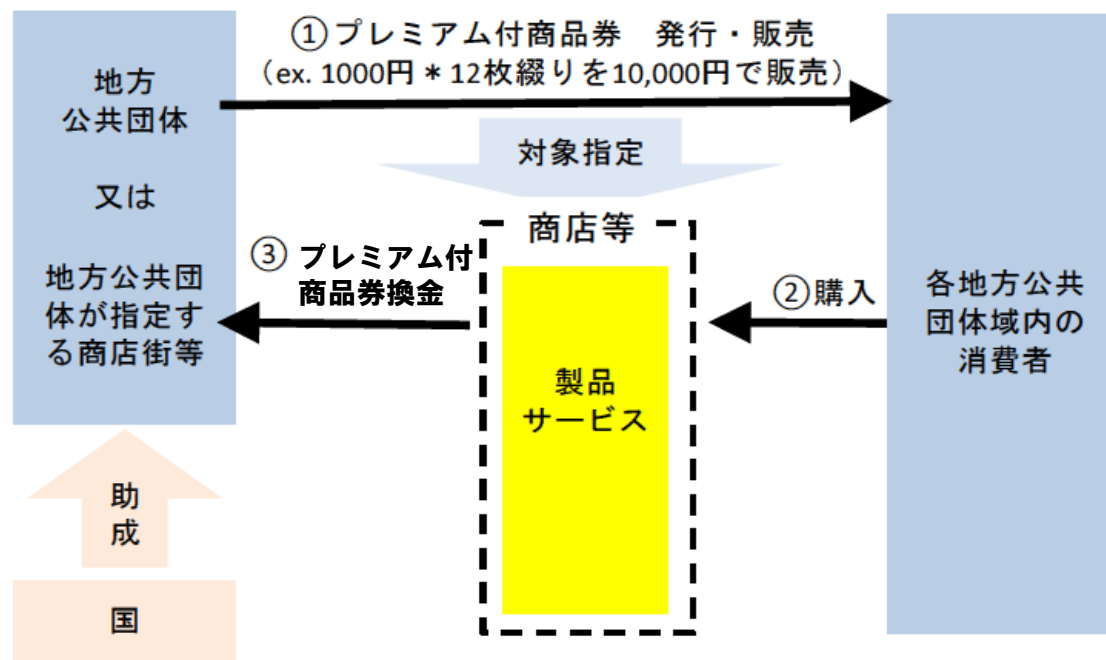 ①プレミアム付商品券　発行・販売
（ex. 1000円＊12枚綴りを10,000円で販売）
地方
公共団体
又は
地方公共団
体が指定す
る商店街等
対象指定
商店等
製品
サービス
③ プレミアム付
商品券換金
②購入
各地方公共
団体域内の
消費者
助
成
国